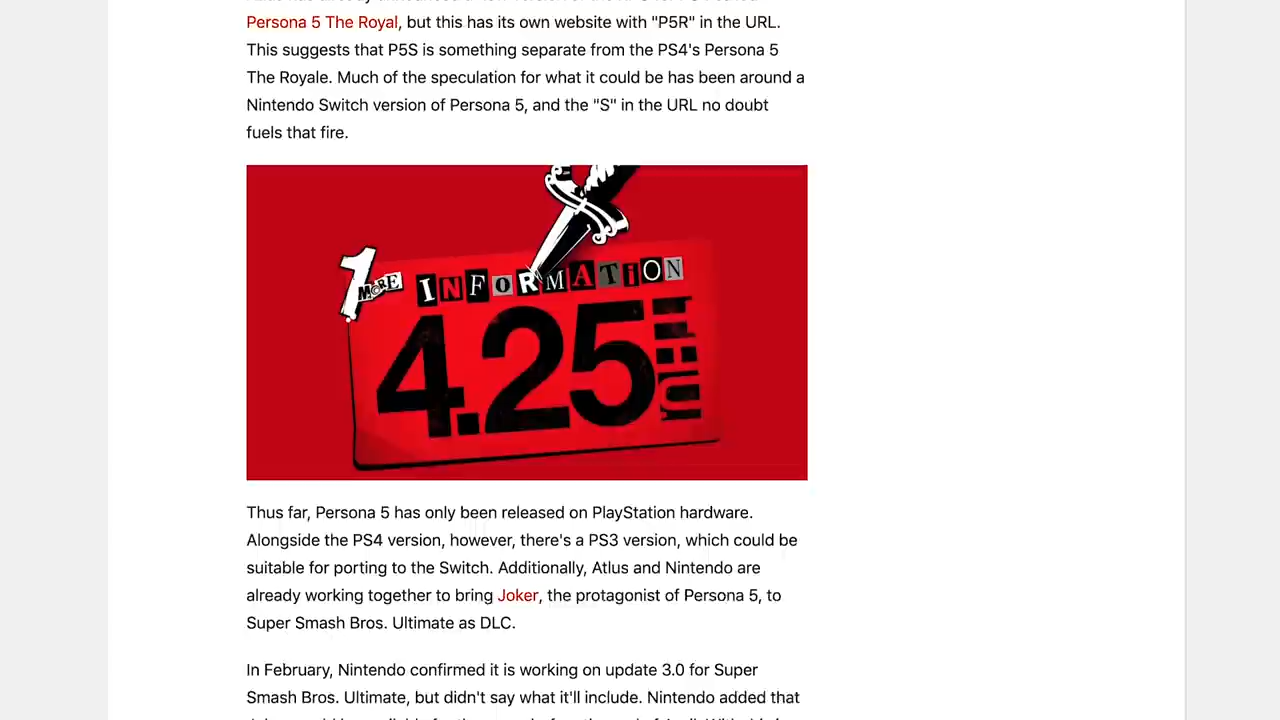 Persona 5 The Royal, but this has its own website with "P5R" in the URL.
This suggests that P5S is something separate from the PS4's Persona 5
The Royale. Much of the speculation for what it could be has been around a
Nintendo Switch version of Persona 5, and the "S" in the URL no doubt
fuels that fire.
1 MORE INFORMATION
4.25 THU
Thus far, Persona 5 has only been released on PlayStation hardware.
Alongside the PS4 version, however, there's a PS3 version, which could be
suitable for porting to the Switch. Additionally, Atlus and Nintendo are
already working together to bring Joker, the protagonist of Persona 5, to
Super Smash Bros. Ultimate as DLC.
In February, Nintendo confirmed it is working on update 3.0 for Super
Smash Bros. Ultimate, but didn't say what it'll include. Nintendo added that